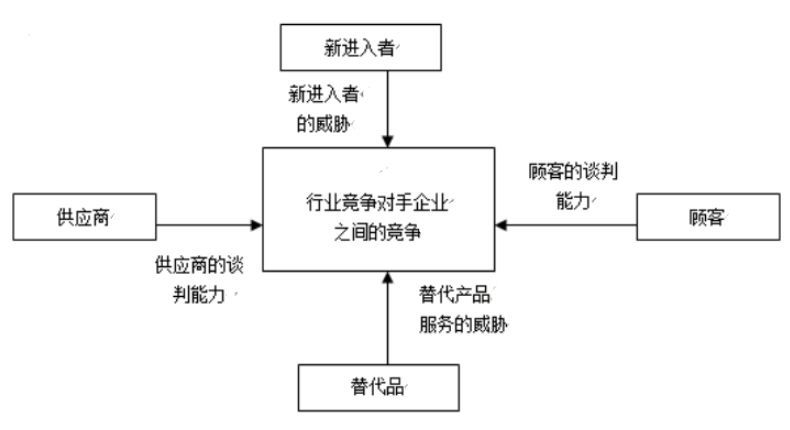 新进入者
新进入者
的威胁
行业竞争对手企业
之间的竞争
供应商
供应商的谈
判能力
顾客的谈判
能力
顾客
替代产品
服务的威胁
替代品